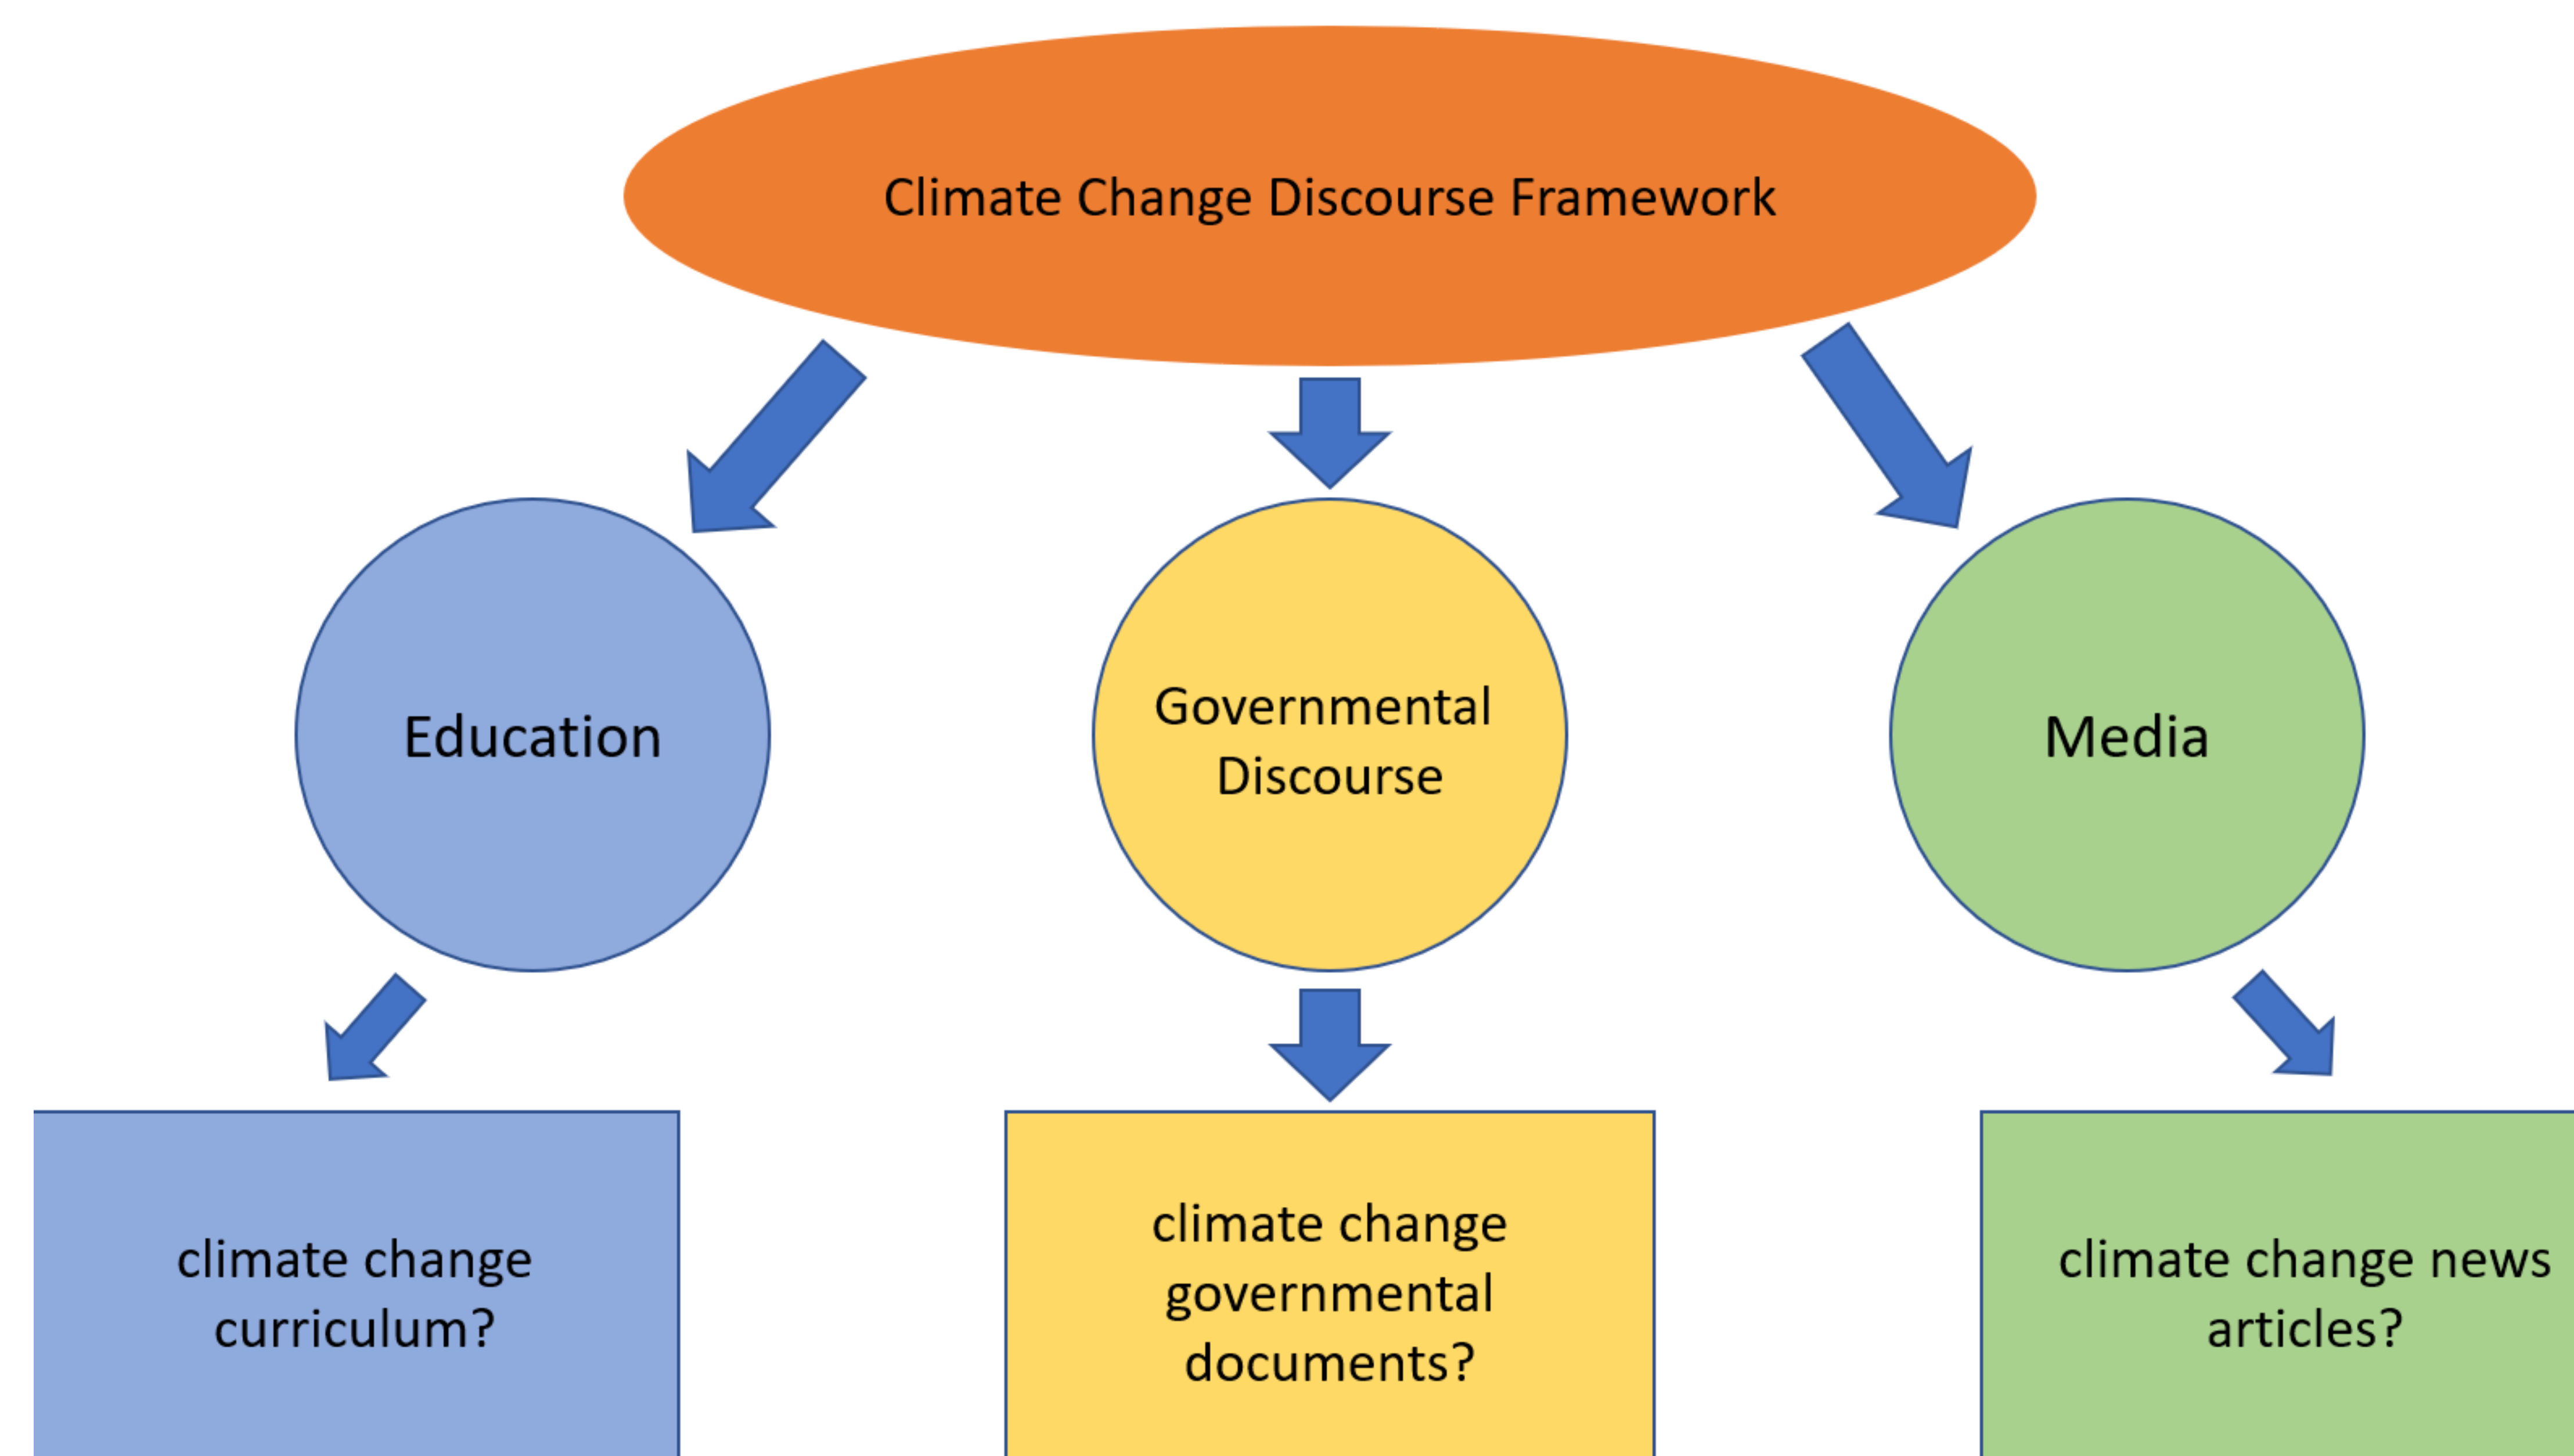 Climate Change Discourse Framework
Education
Governmental
Discourse
Media
climate change
curriculum?
climate change
governmental
documents?
climate change news
articles?